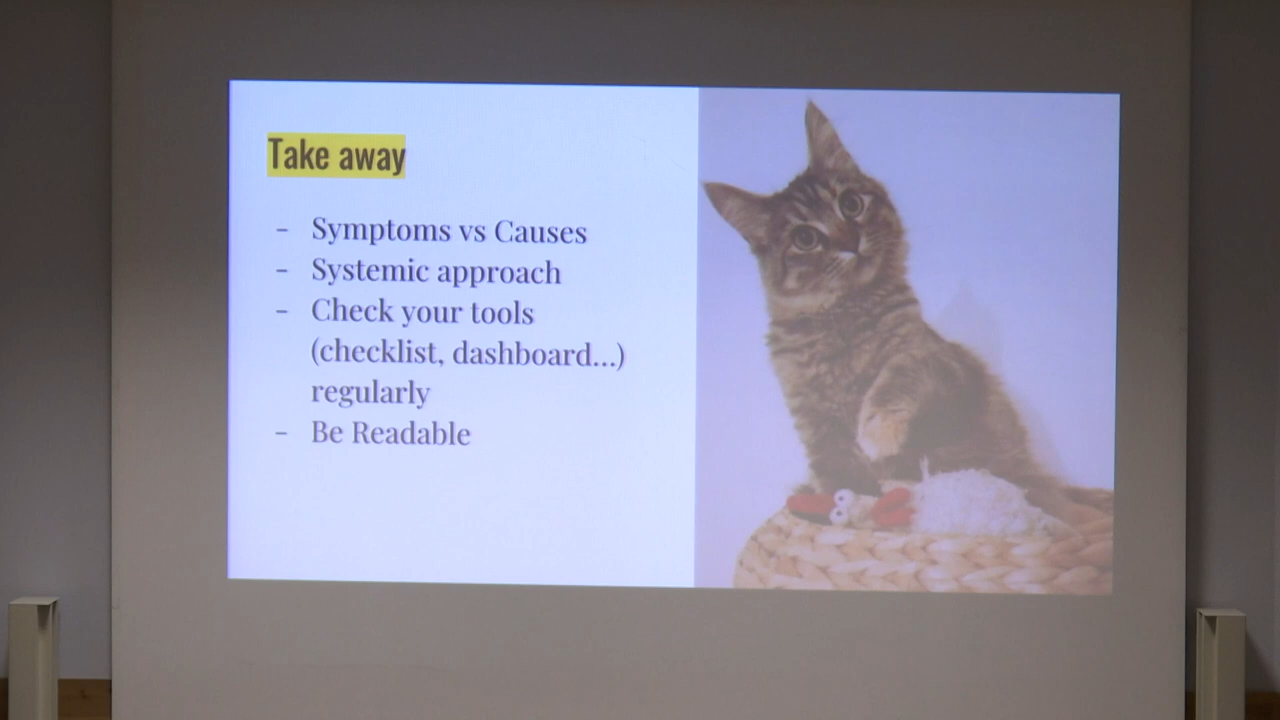 Take away
- Symptoms vs Causes
- Systemic approach
- Check your tools
(checklist, dashboard...)
regularly
- Be Readable